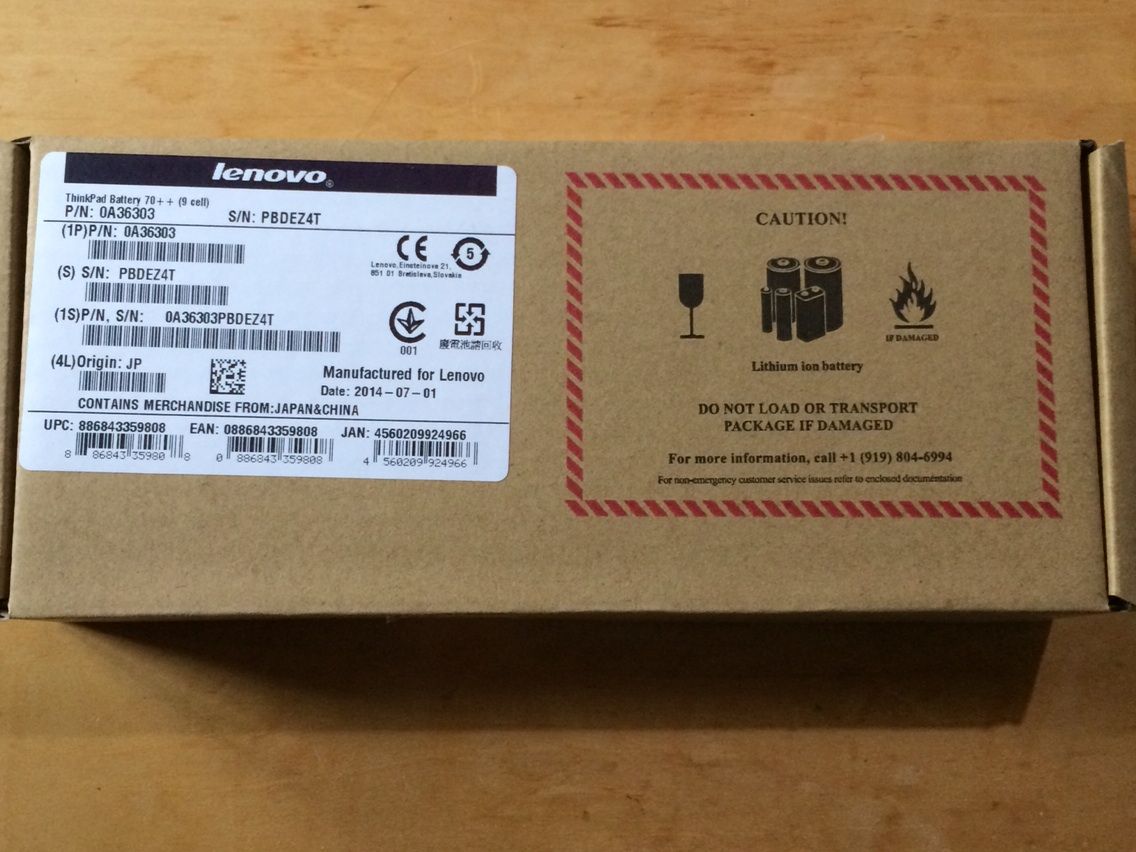 lenovo®
ThinkPad Battery 70++ (9 cell)
P/N: 0A36303 S/N: PBDEZ4T
(1P)P/N: 0A36303
(S) S/N: PBDEZ4T
(1S)P/N, S/N: 0A36303PBDEZ4T
(4L)Origin: JP
CE
5
Lenovo, Einsteinova 21,
851 01 Bratislava, Slovakia
001
廢電池請回收
Manufactured for Lenovo
Date: 2014-07-01
CONTAINS MERCHANDISE FROM:JAPAN&CHINA
UPC: 886843359808 EAN: 0886843359808 JAN: 4560209924966
8 86843 35980 8 0 886843 359808 4 560209 924966
CAUTION!
IF DAMAGED
Lithium ion battery
DO NOT LOAD OR TRANSPORT
PACKAGE IF DAMAGED
For more information, call +1 (919) 804-6994
For non-emergency customer service issues refer to enclosed documentation